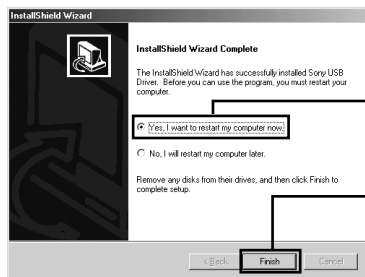 InstallShield Wizard
InstallShield Wizard Complete
The InstallShield Wizard has successfully installed Sony USB
Driver. Before you can use the program, you must restart your
computer.
Yes, I want to restart my computer now.
No, I will restart my computer later.
Remove any disks from their drives, and then click Finish to
complete setup.
< Back
Finish
Cancel